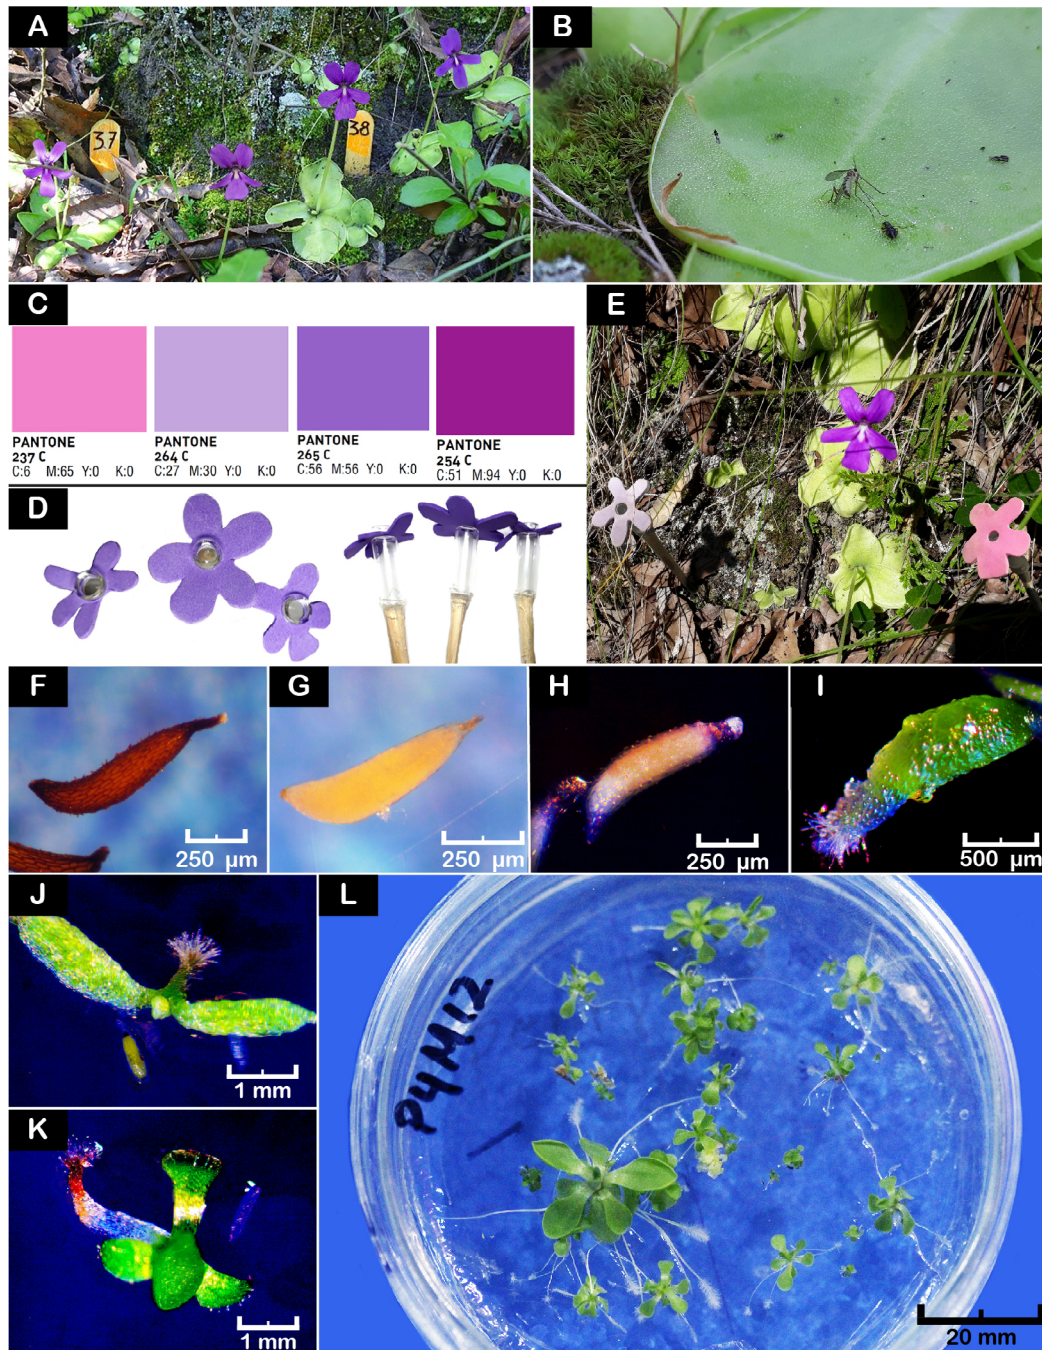 A
37
38
B
C
PANTONE
237 C
C:6 M:65 Y:0 K:0
PANTONE
264 C
C:27 M:30 Y:0 K:0
PANTONE
265 C
C:56 M:56 Y:0 K:0
PANTONE
254 C
C:51 M:94 Y:0 K:0
D
E
F
250 µm
G
250 µm
H
250 µm
I
500 µm
J
1 mm
K
1 mm
L
P4M12
20 mm